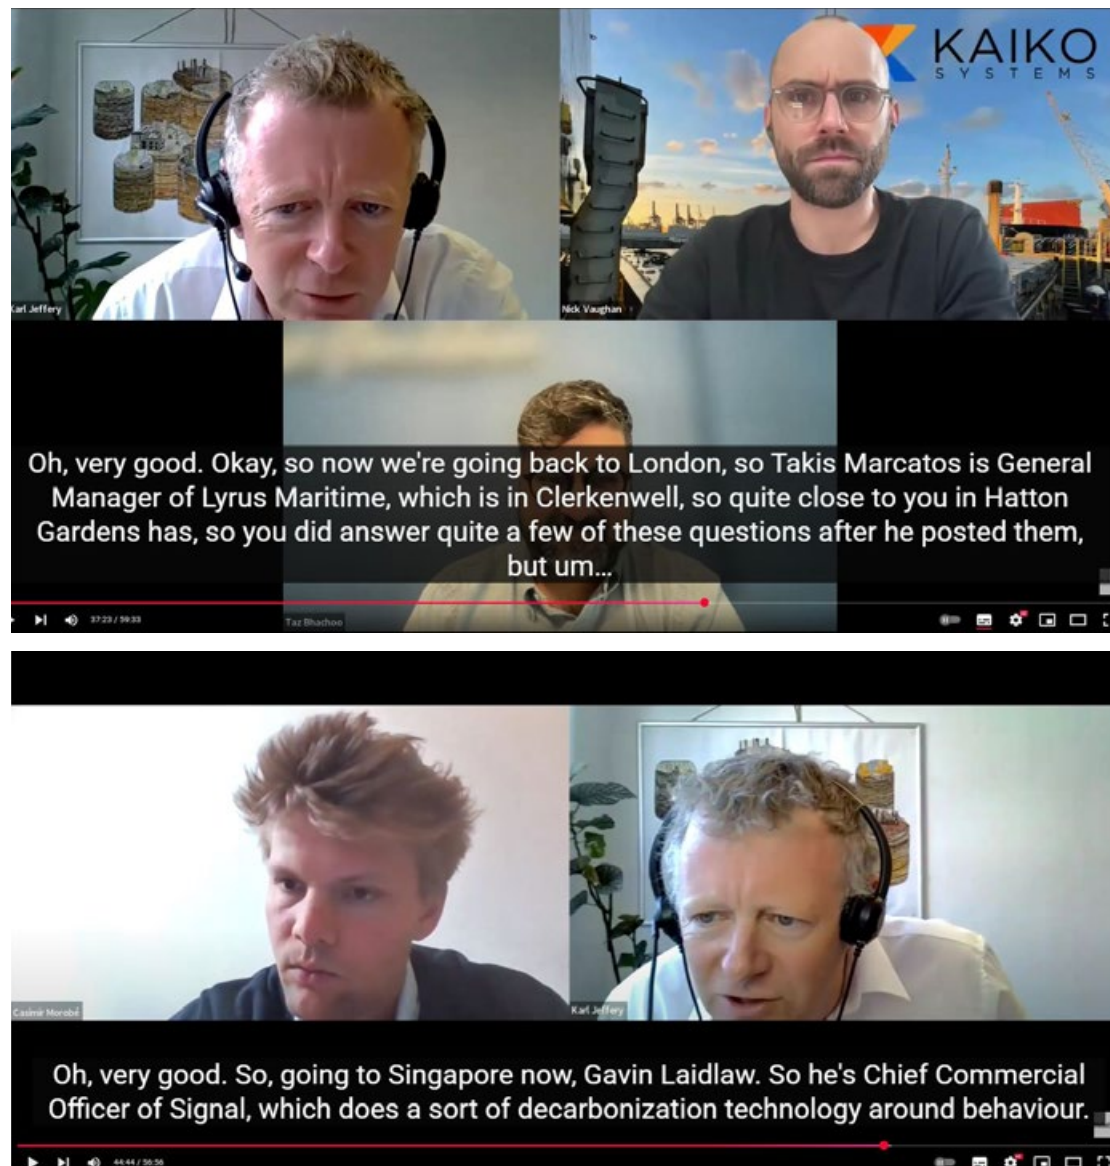 KAIKO
SYSTEMS
Karl Jeffery
Nick Vaughan
Oh, very good. Okay, so now we're going back to London, so Takis Marcatos is General
Manager of Lyrus Maritime, which is in Clerkenwell, so quite close to you in Hatton
Gardens has, so you did answer quite a few of these questions after he posted them,
but um...
37:23 / 59:33
Taz Bhachoo
Casimir Morobé
Karl Jeffery
Oh, very good. So, going to Singapore now, Gavin Laidlaw. So he's Chief Commercial
Officer of Signal, which does a sort of decarbonization technology around behaviour.
44:44 / 56:56